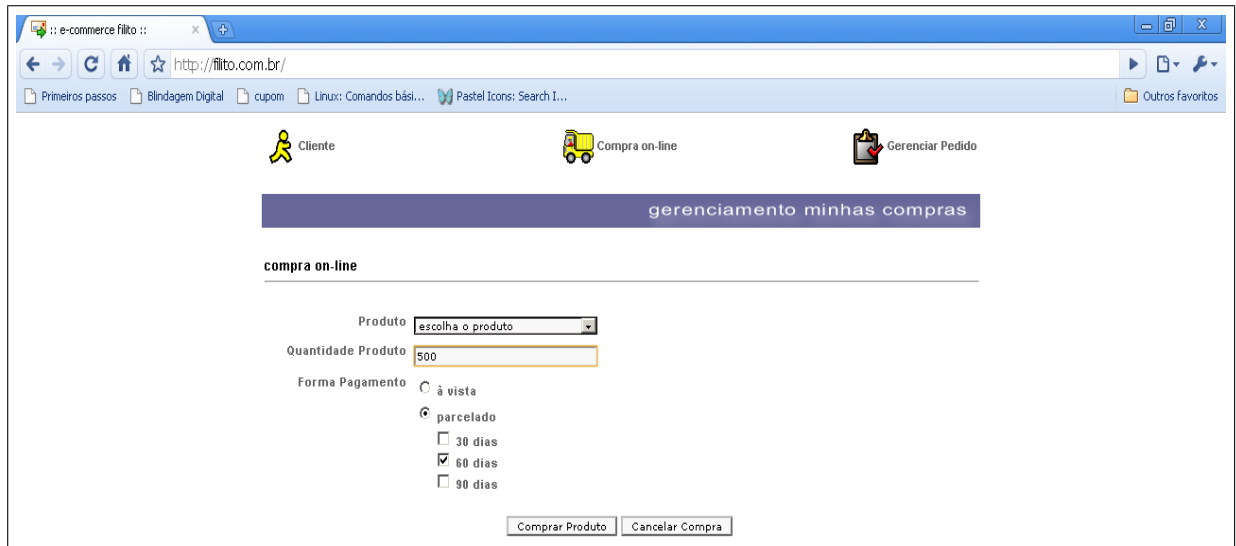 :: e-commerce filito ::
http://filito.com.br/
Primeiros passos Blindagem Digital cupom Linux: Comandos bási... Pastel Icons: Search I... Outros favoritos
Cliente Compra on-line Gerenciar Pedido
gerenciamento minhas compras
compra on-line
Produto escolha o produto
Quantidade Produto 500
Forma Pagamento à vista
parcelado
30 dias
60 dias
90 dias
Comprar Produto Cancelar Compra